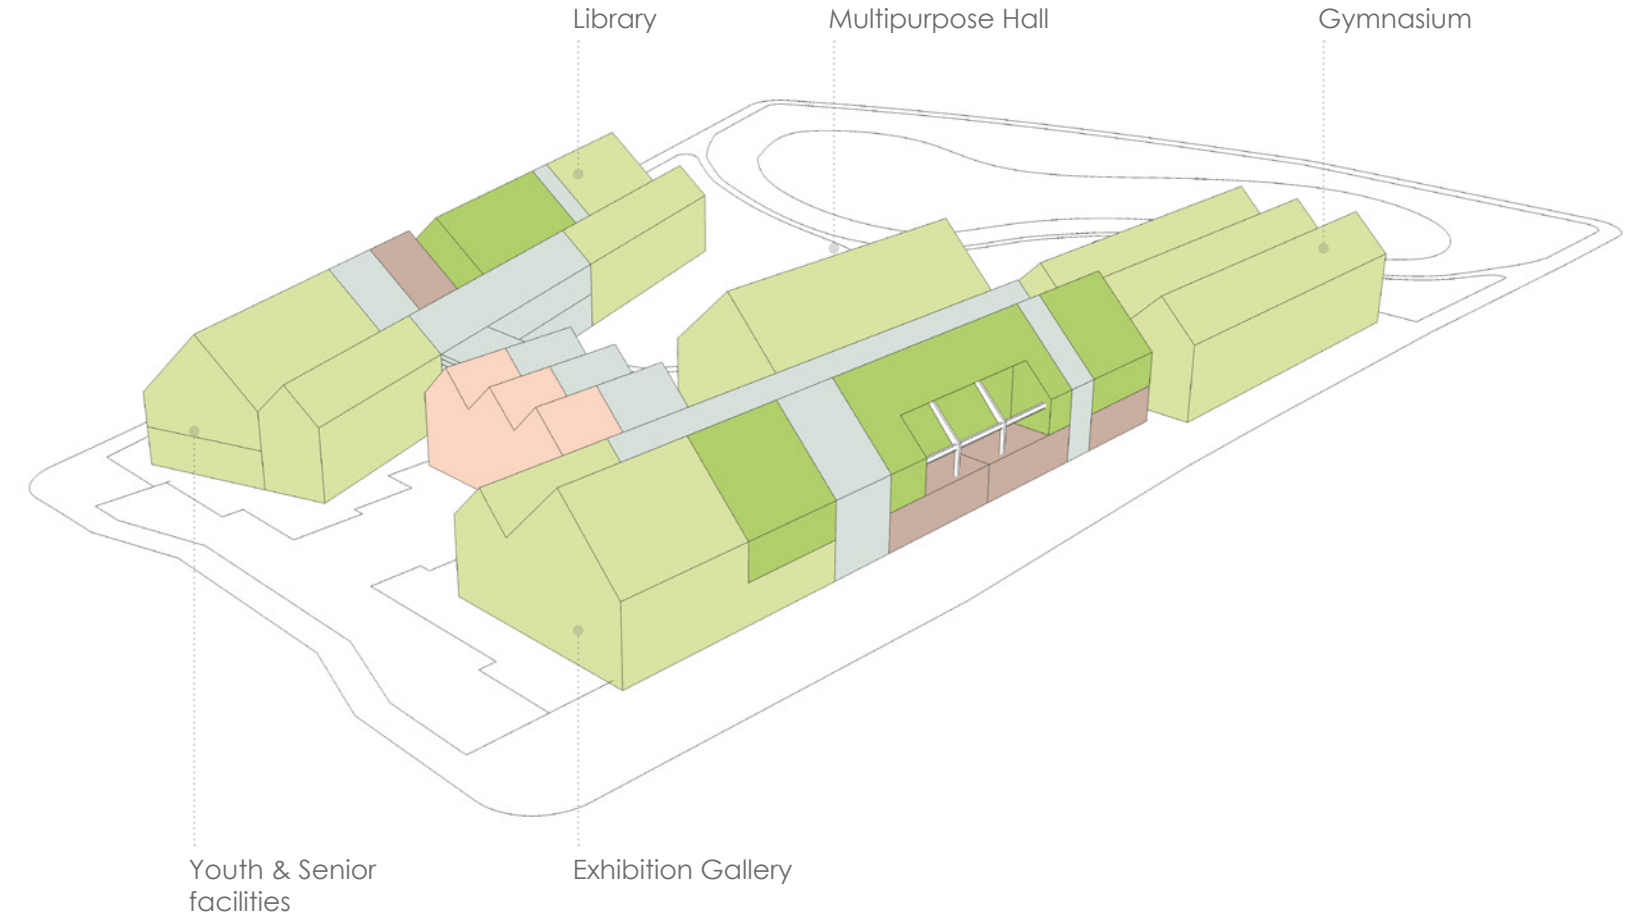 Library
Multipurpose Hall
Gymnasium
Youth & Senior
facilities
Exhibition Gallery